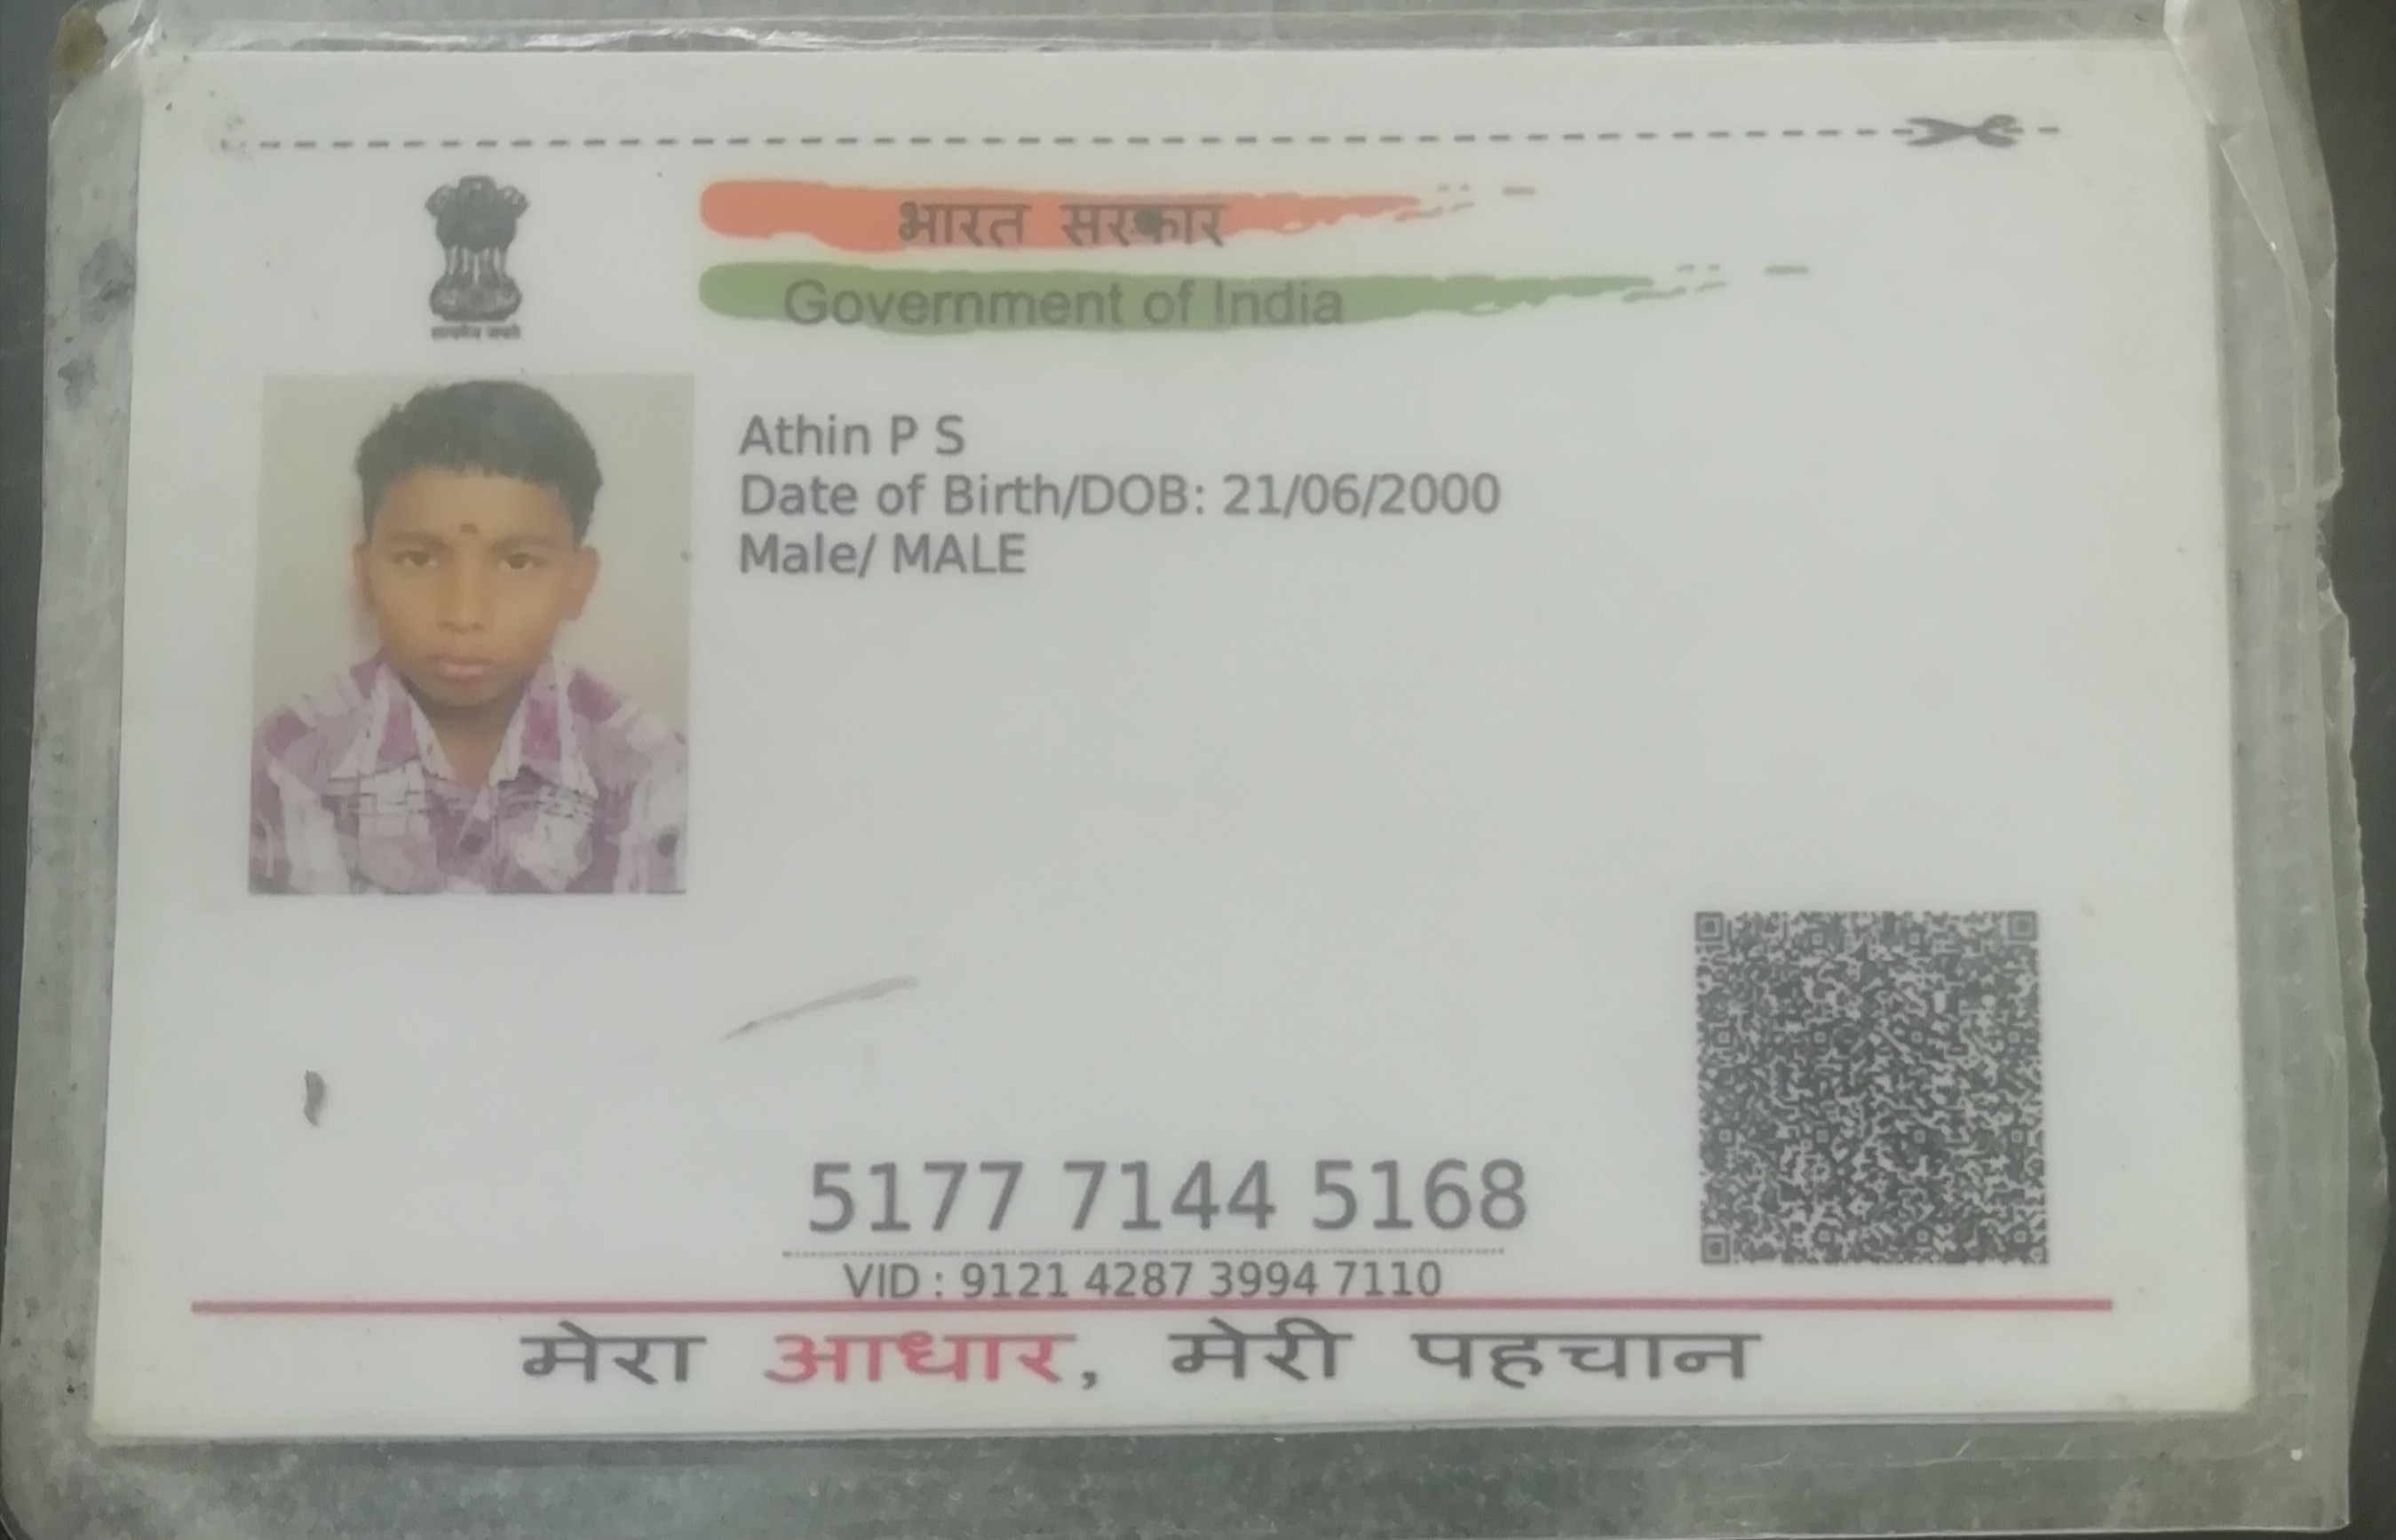 भारत सरकार
Government of India
सत्यमेव जयते
Athin P S
Date of Birth/DOB: 21/06/2000
Male/ MALE
5177 7144 5168
VID : 9121 4287 3994 7110
मेरा आधार, मेरी पहचान